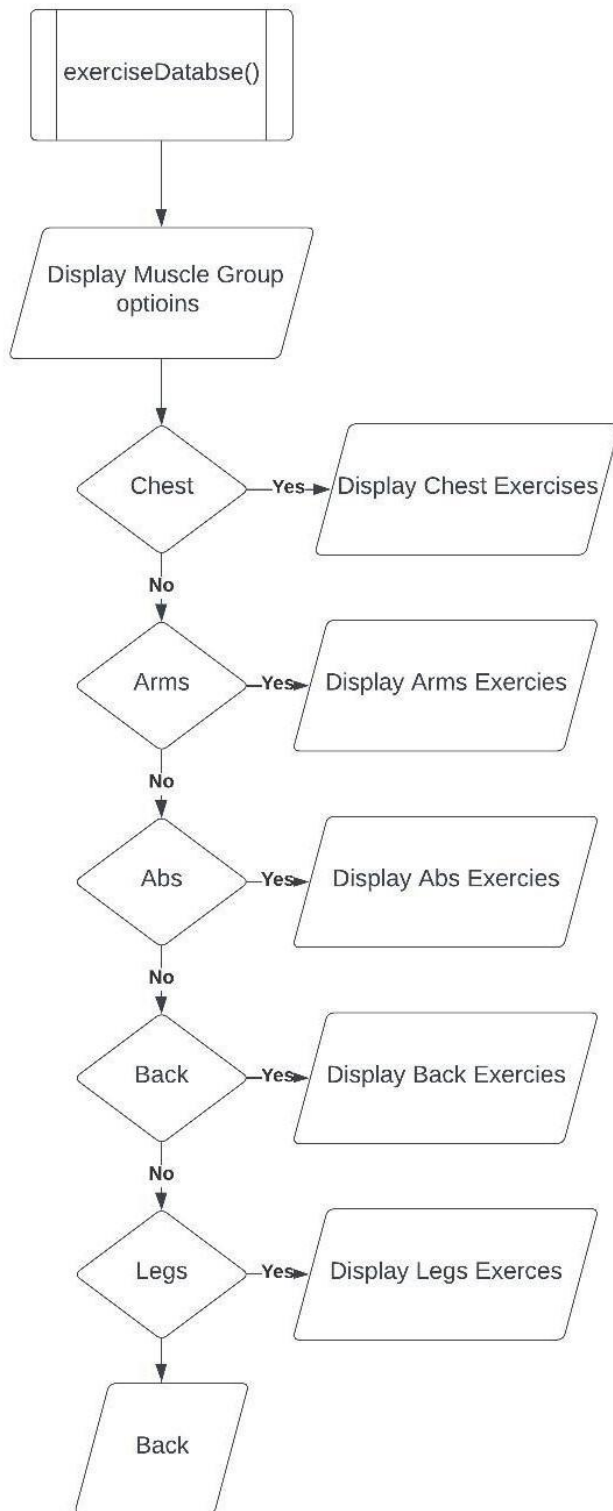 exerciseDatabse()
Display Muscle Group
optioins
Chest
Yes
Display Chest Exercises
No
Arms
Yes
Display Arms Exercies
No
Abs
Yes
Display Abs Exercies
No
Back
Yes
Display Back Exercies
No
Legs
Yes
Display Legs Exerces
Back